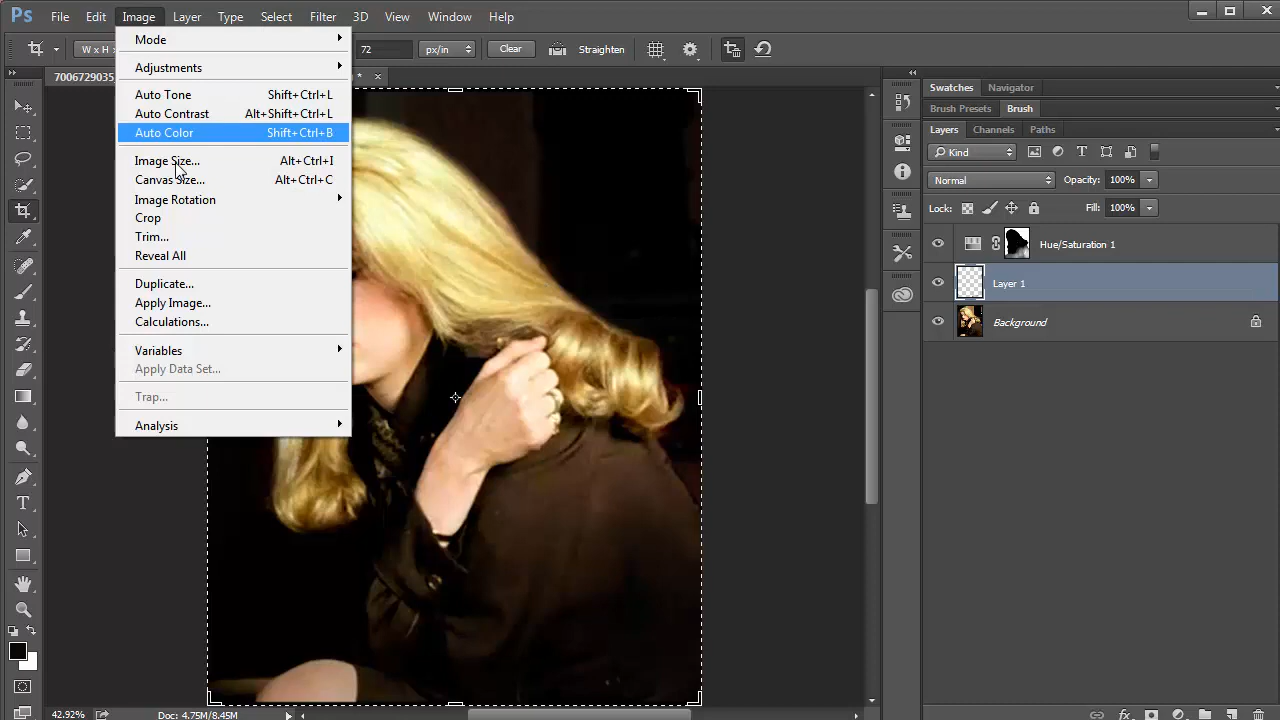 Ps File Edit Image Layer Type Select Filter 3D View Window Help
W x H 72 px/in Clear Straighten
7006729035 * ×
Mode
Adjustments
Auto Tone Shift+Ctrl+L
Auto Contrast Alt+Shift+Ctrl+L
Auto Color Shift+Ctrl+B
Image Size... Alt+Ctrl+I
Canvas Size... Alt+Ctrl+C
Image Rotation
Crop
Trim...
Reveal All
Duplicate...
Apply Image...
Calculations...
Variables
Apply Data Set...
Trap...
Analysis
Swatches Navigator
Brush Presets Brush
Layers Channels Paths
Kind
Normal Opacity: 100%
Lock: Fill: 100%
Hue/Saturation 1
Layer 1
Background
fx
42.92% Doc: 4.75M/8.45M